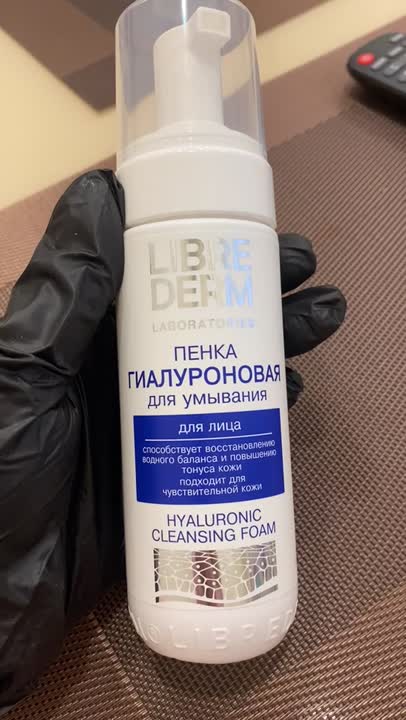 LIBRE
DERM
LABORATORIES
ПЕНКА
ГИАЛУРОНОВАЯ
для умывания
для лица
способствует восстановлению
водного баланса и повышению
тонуса кожи
подходит для
чувствительной кожи
HYALURONIC
CLEANSING FOAM
LIBRED